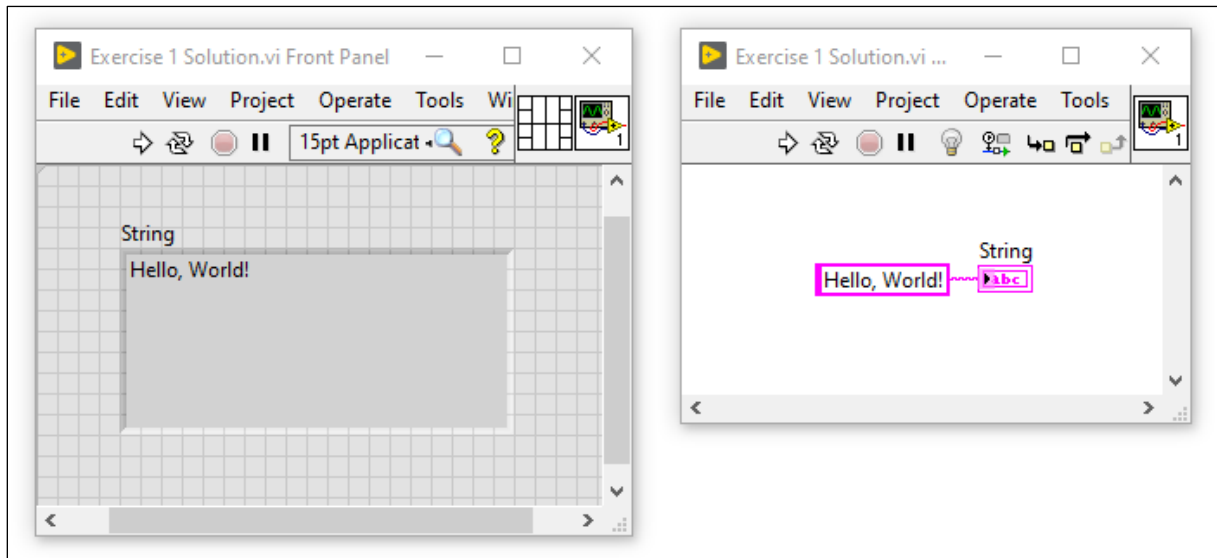 Exercise 1 Solution.vi Front Panel
File Edit View Project Operate Tools Wi
15pt Applicat
1
String
Hello, World!
Exercise 1 Solution.vi ...
File Edit View Project Operate Tools
1
String
Hello, World! abc